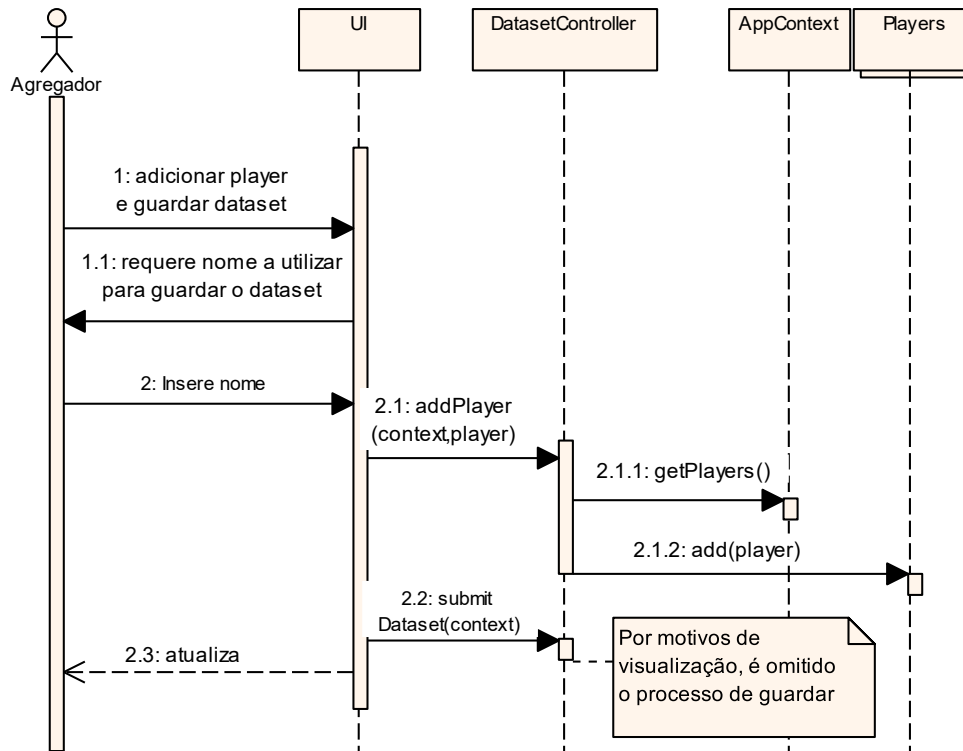 UI
DatasetController
AppContext
Players
Agregador
1: adicionar player
e guardar dataset
1.1: requere nome a utilizar
para guardar o dataset
2: Insere nome
2.1: addPlayer
(context,player)
2.1.1: getPlayers()
2.1.2: add(player)
2.2: submit
Dataset(context)
Por motivos de
visualização, é omitido
o processo de guardar
2.3: atualiza